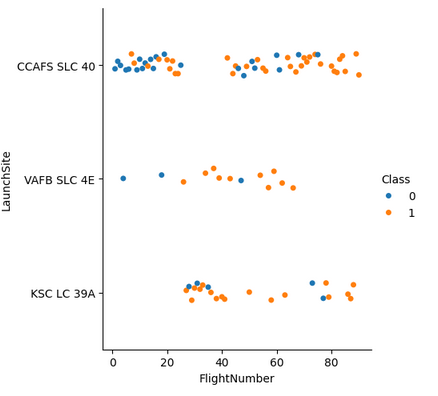 CCAFS SLC 40
VAFB SLC 4E
KSC LC 39A
LaunchSite
0 20 40 60 80
FlightNumber
Class
0
1